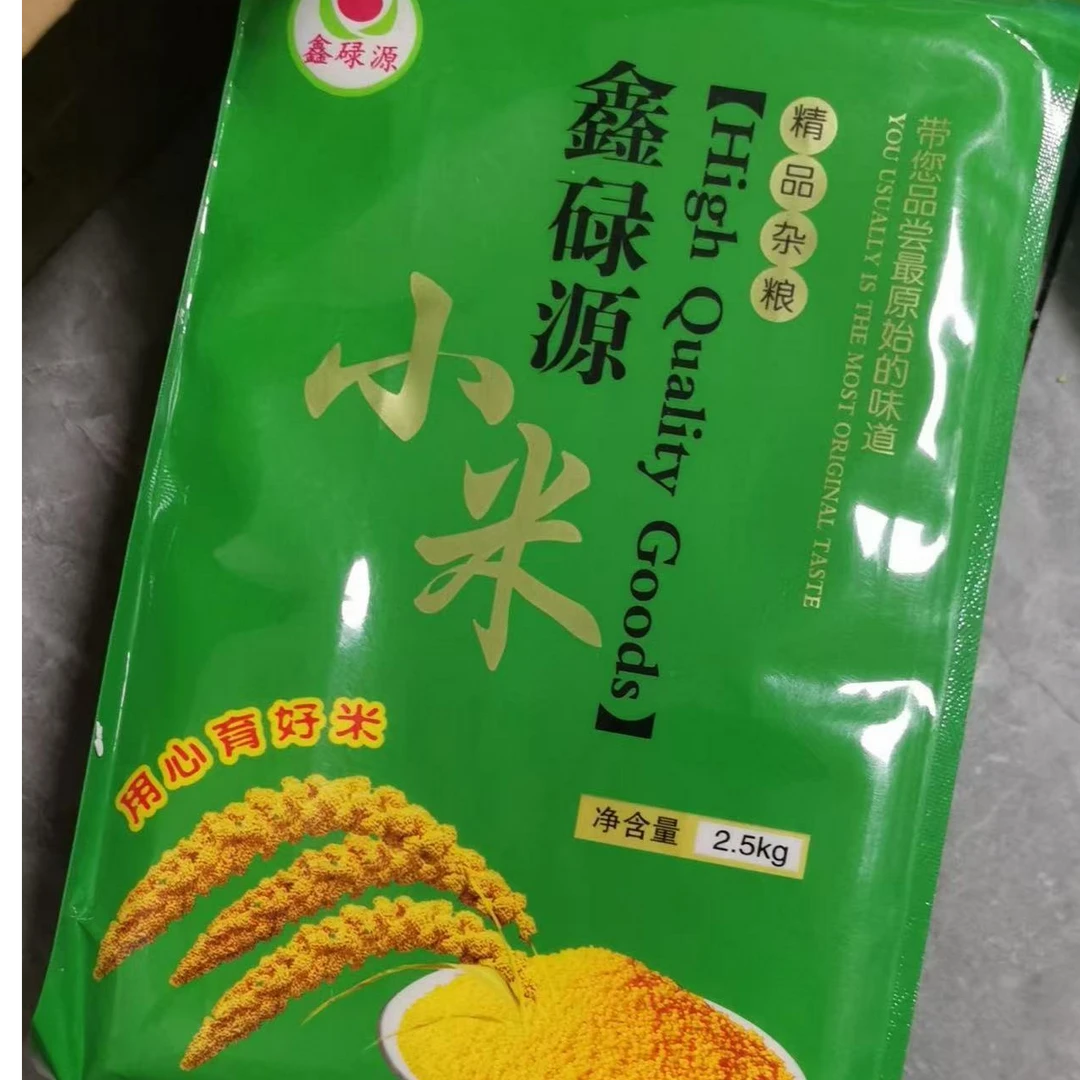 鑫碌源
带您品尝最原始的味道
YOU USUALLY IS THE MOST ORIGINAL TASTE
精品杂粮
【High Quality Goods】
鑫碌源
小米
用心育好米
净含量 2.5kg